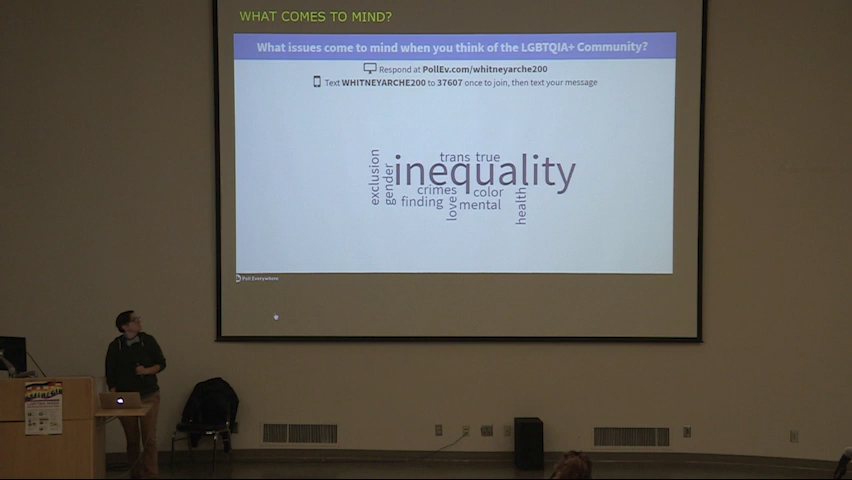 WHAT COMES TO MIND?
What issues come to mind when you think of the LGBTQIA+ Community?
Respond at PollEv.com/whitneyarche200
Text WHITNEYARCHE200 to 37607 once to join, then text your message
exclusion
gender
trans true
inequality
crimes color
finding
love
mental
health
Poll Everywhere